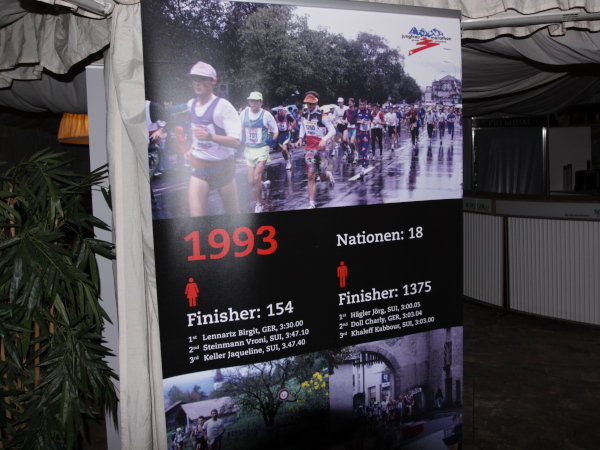 jungfrau marathon
1993
Nationen: 18
Finisher: 154
1st Lennartz Birgit, GER, 3:30.00
2nd Steinmann Vroni, SUI, 3:47.10
3rd Keller Jaqueline, SUI, 3.47.40
Finisher: 1375
1st Hägler Jörg, SUI, 3:00.05
2nd Doll Charly, GER, 3:03.04
3rd Khaleff Kabbour, SUI, 3:03.00